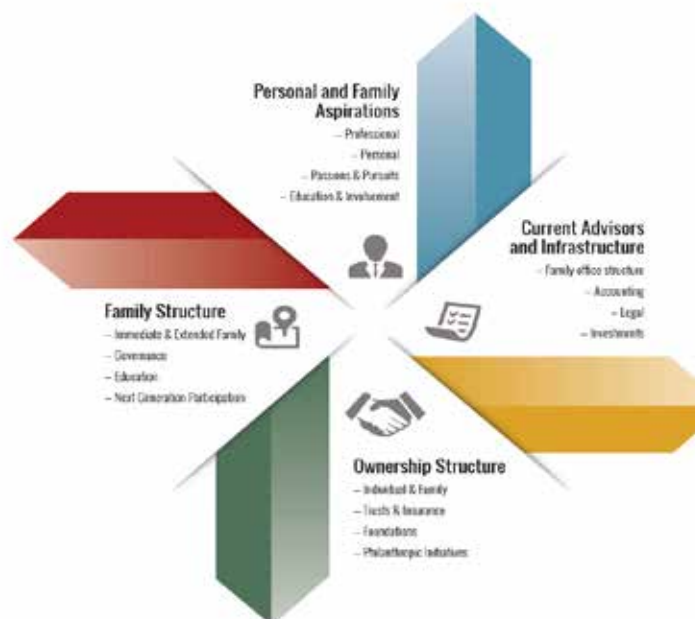 Personal and Family
Aspirations
– Professional
– Personal
– Passions & Pursuits
– Education & Involvement
Current Advisors
and Infrastructure
– Family office structure
– Accounting
– Legal
– Investments
Family Structure
– Immediate & Extended Family
– Governance
– Education
– Next Generation Participation
Ownership Structure
– Individual & Family
– Trusts & Insurance
– Foundations
– Philanthropic Initiatives